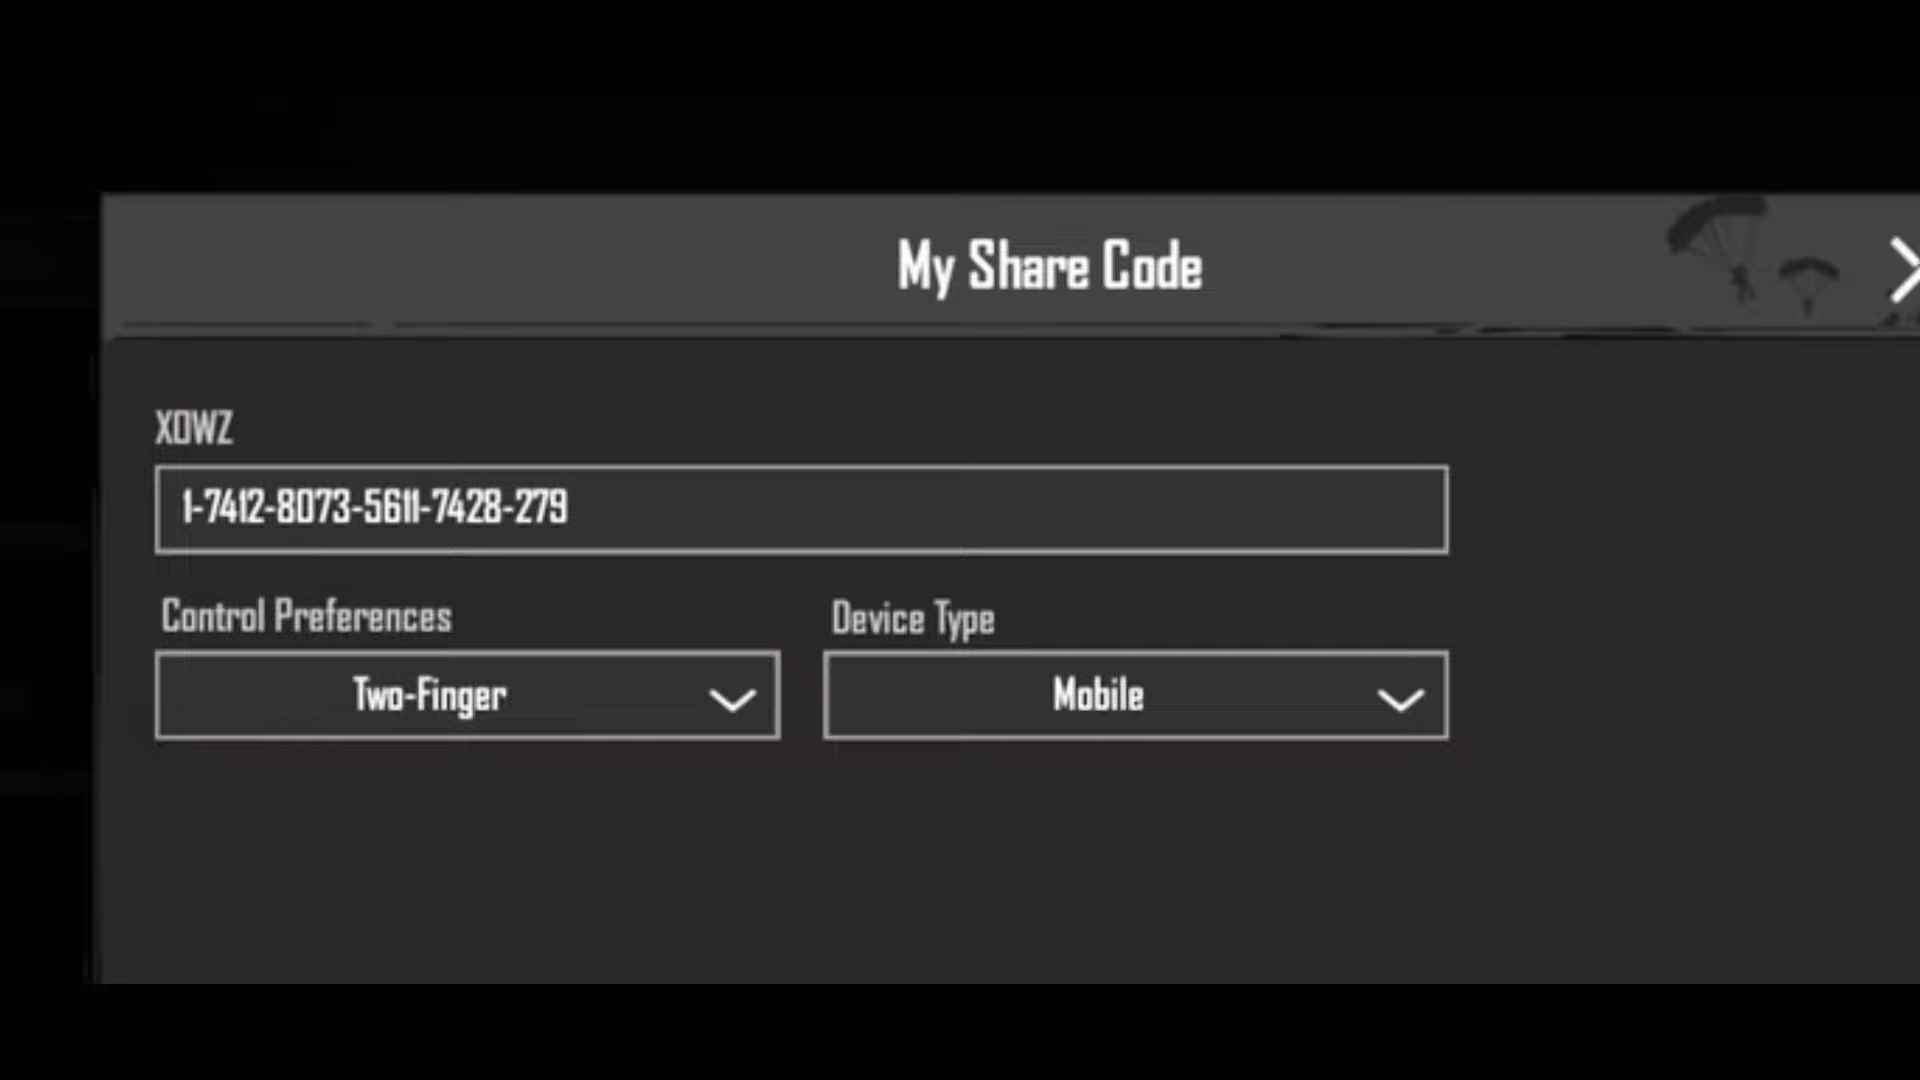 My Share Code
XOWZ
1-7412-8073-5611-7428-279
Control Preferences
Device Type
Two-Finger
Mobile